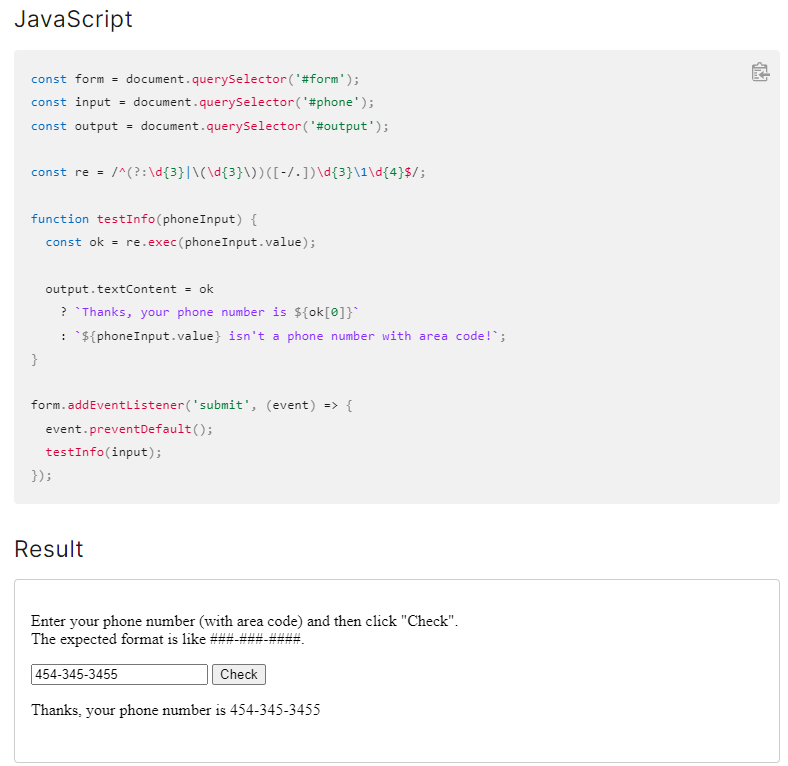 JavaScript
const form = document.querySelector('#form');
const input = document.querySelector('#phone');
const output = document.querySelector('#output');
const re = /^(?:\d{3}|\(\d{3}\))([-/.])\d{3}\1\d{4}$/;
function testInfo(phoneInput) {
  const ok = re.exec(phoneInput.value);
  output.textContent = ok
    ? `Thanks, your phone number is ${ok[0]}`
    : `${phoneInput.value} isn't a phone number with area code!`;
}
form.addEventListener('submit', (event) => {
  event.preventDefault();
  testInfo(input);
});
Result
Enter your phone number (with area code) and then click "Check".
The expected format is like ###-###-####.
454-345-3455 Check
Thanks, your phone number is 454-345-3455